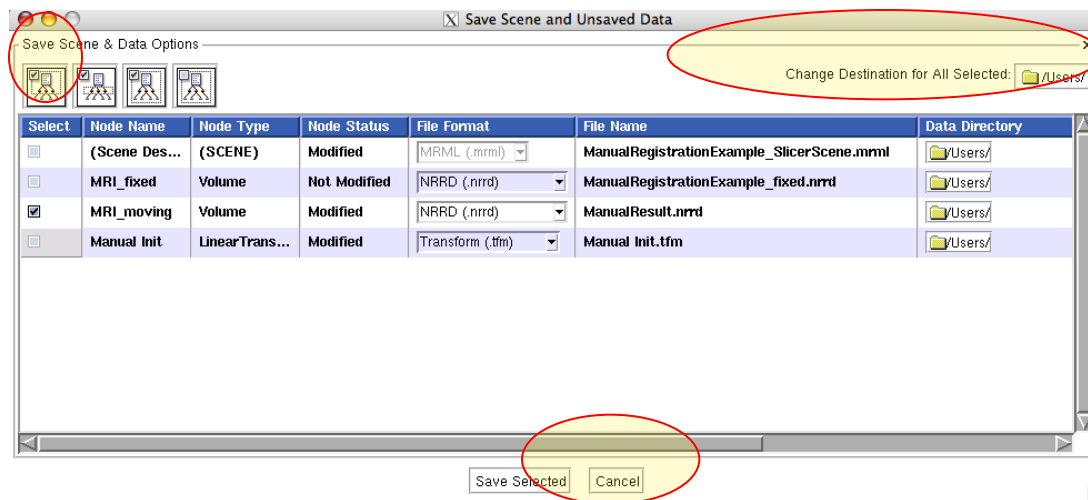 X Save Scene and Unsaved Data
Save Scene & Data Options
Change Destination for All Selected: /Users/
Select Node Name Node Type Node Status File Format File Name Data Directory
(Scene Des... (SCENE) Modified MRML (.mrml) ManualRegistrationExample_SlicerScene.mrml /Users/
MRI_fixed Volume Not Modified NRRD (.nrrd) ManualRegistrationExample_fixed.nrrd /Users/
MRI_moving Volume Modified NRRD (.nrrd) ManualResult.nrrd /Users/
Manual Init LinearTrans... Modified Transform (.tfm) Manual Init.tfm /Users/
Save Selected Cancel